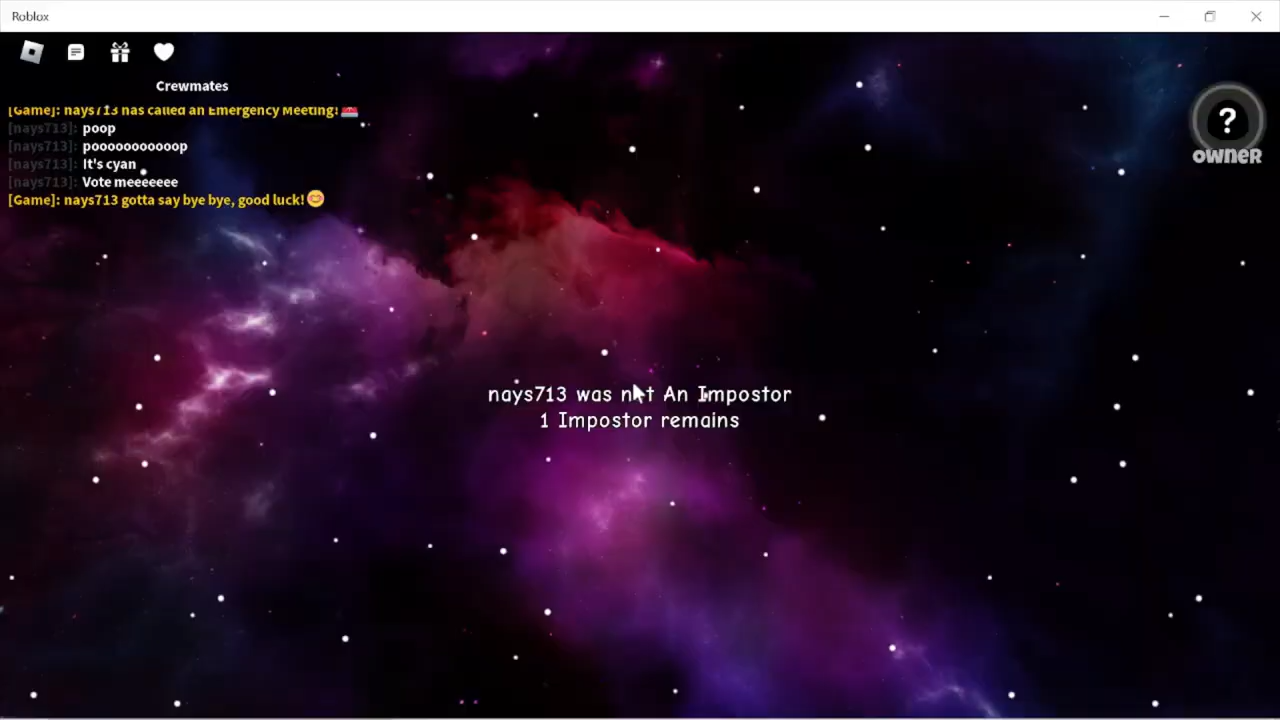 Roblox
Crewmates
[Game]: nays713 has called an Emergency Meeting!
[nays713]: poop
[nays713]: pooooooooooop
[nays713]: It's cyan
[nays713]: Vote meeeeeee
[Game]: nays713 gotta say bye bye, good luck!
?
OWNER
nays713 was not An Impostor
1 Impostor remains